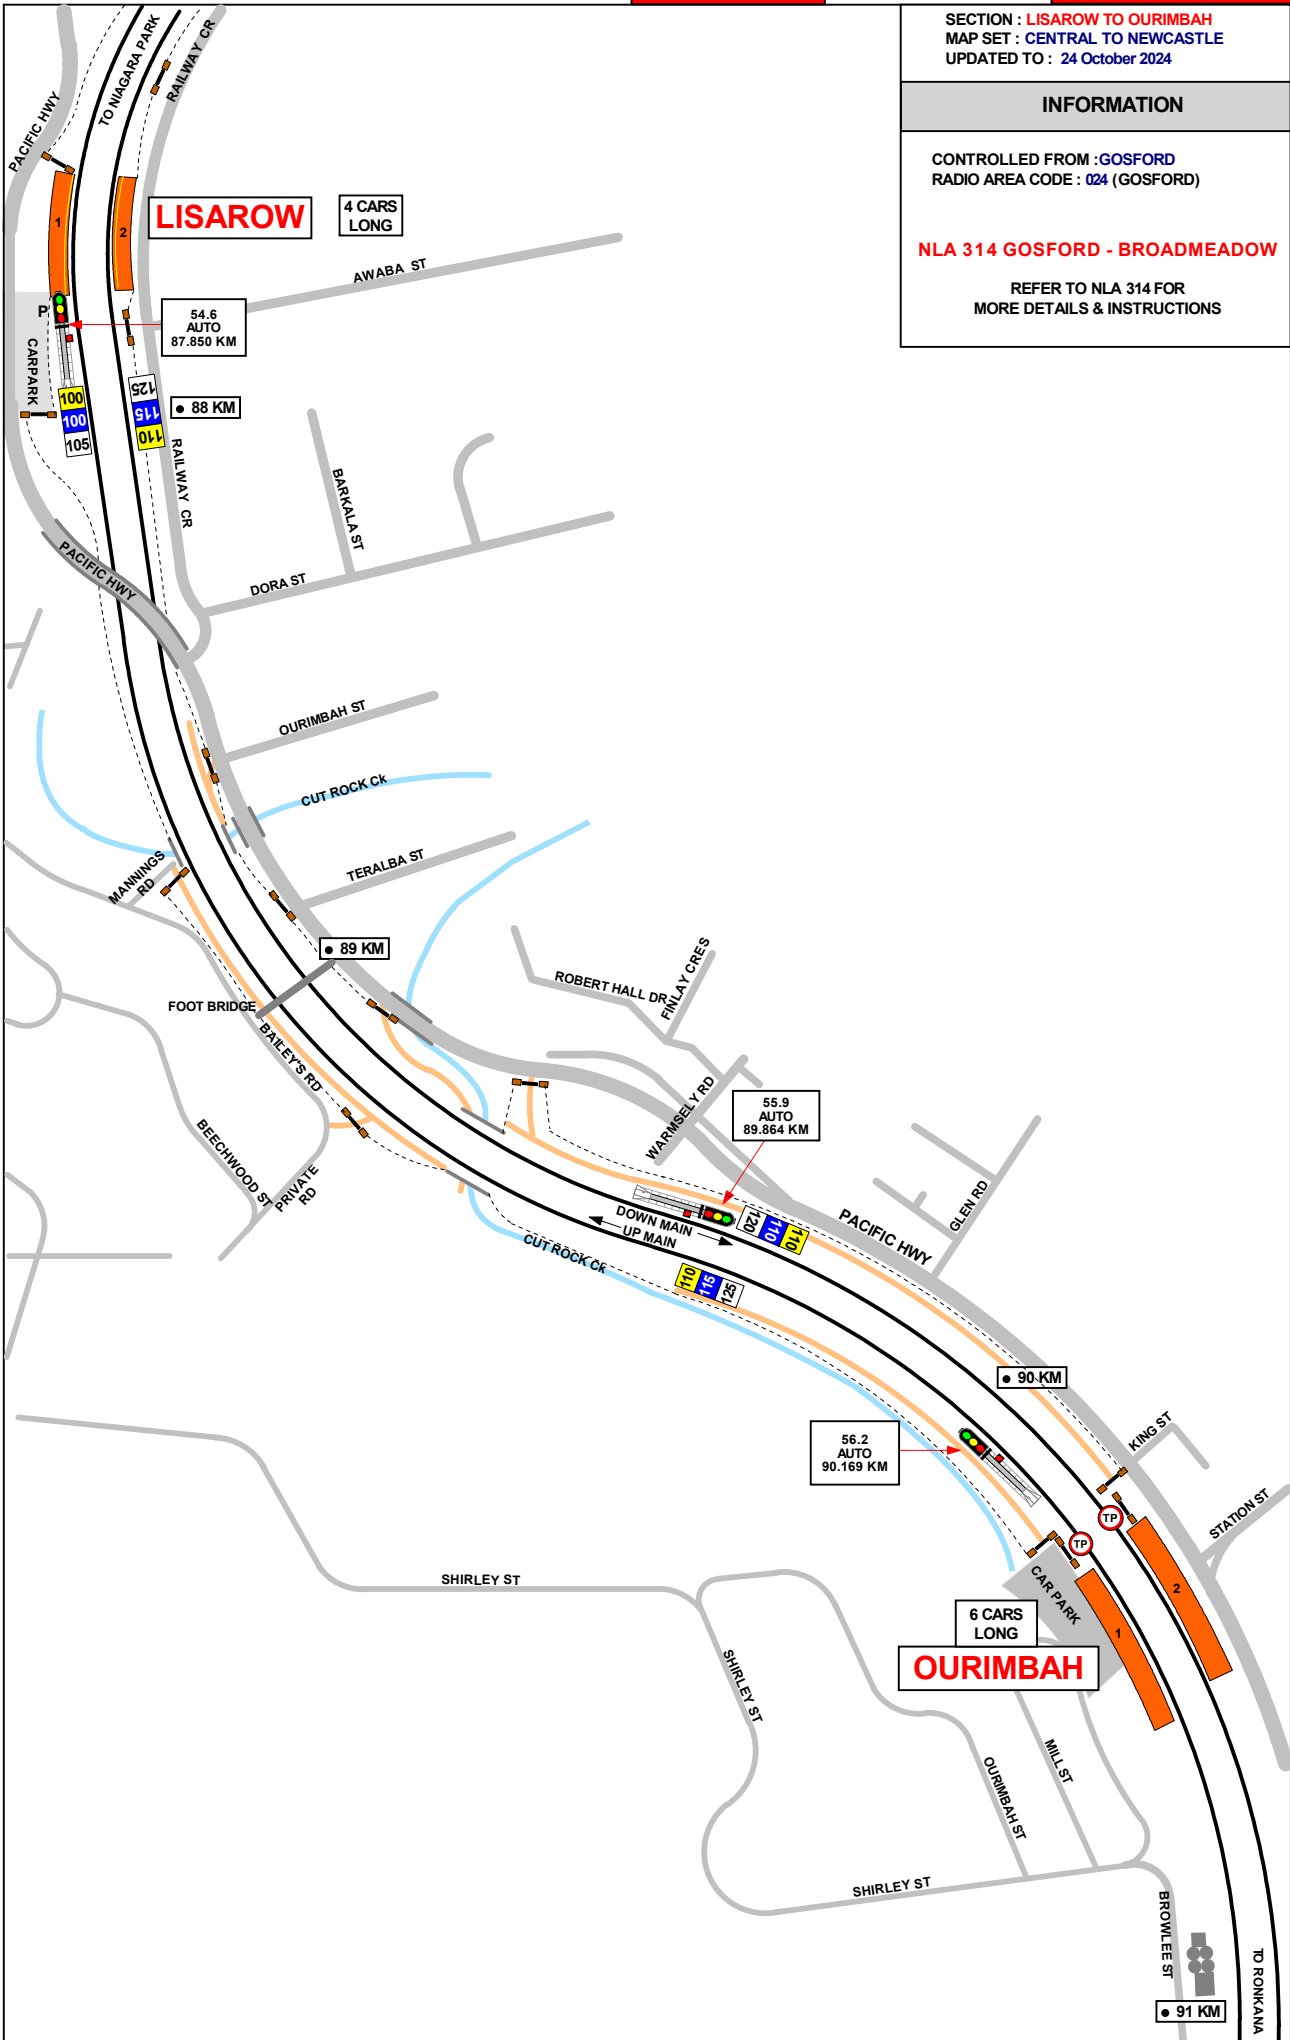 SECTION : LISAROW TO OURIMBAH
MAP SET : CENTRAL TO NEWCASTLE
UPDATED TO : 24 October 2024
INFORMATION
CONTROLLED FROM :GOSFORD
RADIO AREA CODE : 024 (GOSFORD)
NLA 314 GOSFORD - BROADMEADOW
REFER TO NLA 314 FOR
MORE DETAILS & INSTRUCTIONS
TO NIAGARA PARK
RAILWAY CR
PACIFIC HWY
1
2
LISAROW
4 CARS
LONG
AWABA ST
P
CARPARK
54.6
AUTO
87.850 KM
100
100
105
125
115
110
88 KM
RAILWAY CR
BARKALA ST
DORA ST
PACIFIC HWY
OURIMBAH ST
CUT ROCK Ck
TERALBA ST
MANNINGS
RD
89 KM
FOOT BRIDGE
BAILEY'S RD
ROBERT HALL DR
FINLAY CRES
WARMSELY RD
55.9
AUTO
89.864 KM
BEECHWOOD ST
PRIVATE
RD
GLEN RD
PACIFIC HWY
DOWN MAIN
UP MAIN
120
110
110
CUT ROCK Ck
110
115
125
90 KM
56.2
AUTO
90.169 KM
KING ST
STATION ST
TP
TP
CAR PARK
2
1
SHIRLEY ST
6 CARS
LONG
OURIMBAH
SHIRLEY ST
MILL ST
OURIMBAH ST
SHIRLEY ST
BROWLEE ST
TO RONKANA
91 KM